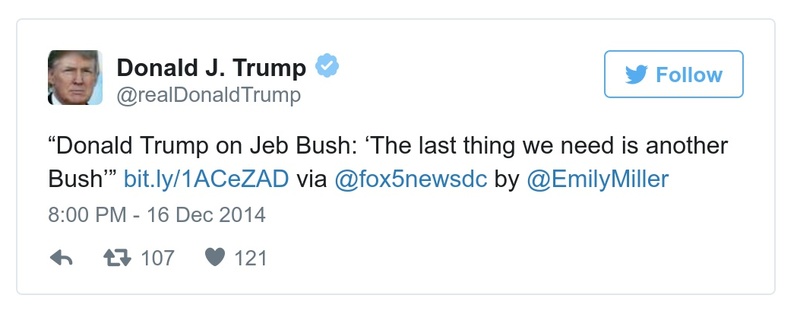 Donald J. Trump
@realDonaldTrump
Follow
“Donald Trump on Jeb Bush: ‘The last thing we need is another
Bush’” bit.ly/1ACeZAD via @fox5newsdc by @EmilyMiller
8:00 PM - 16 Dec 2014
107 121